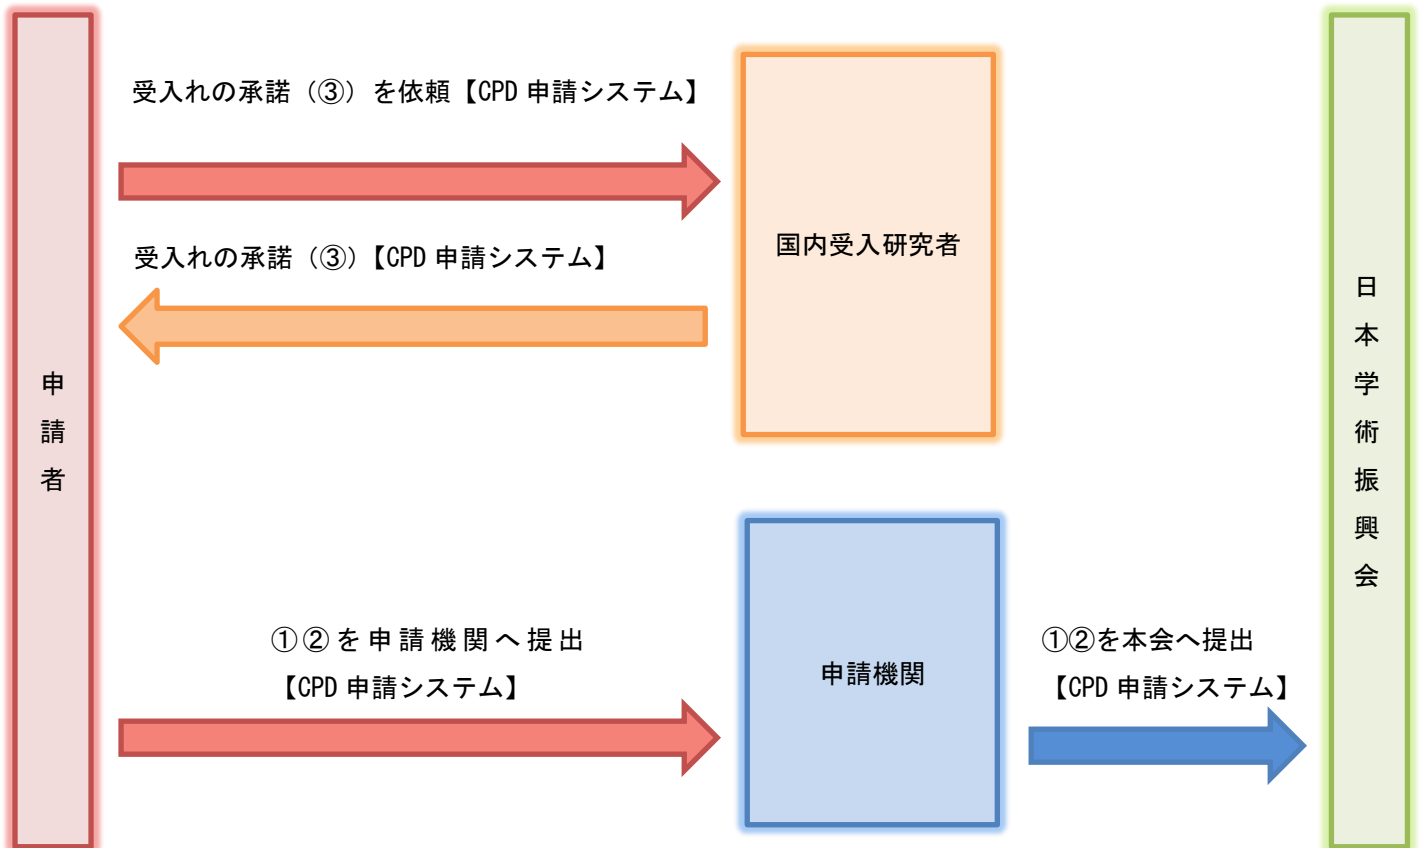 受入れの承諾（③）を依頼【CPD 申請システム】
国内受入研究者
受入れの承諾（③）【CPD 申請システム】
申請者
日本学術振興会
①②を申請機関へ提出
【CPD 申請システム】
申請機関
①②を本会へ提出
【CPD 申請システム】